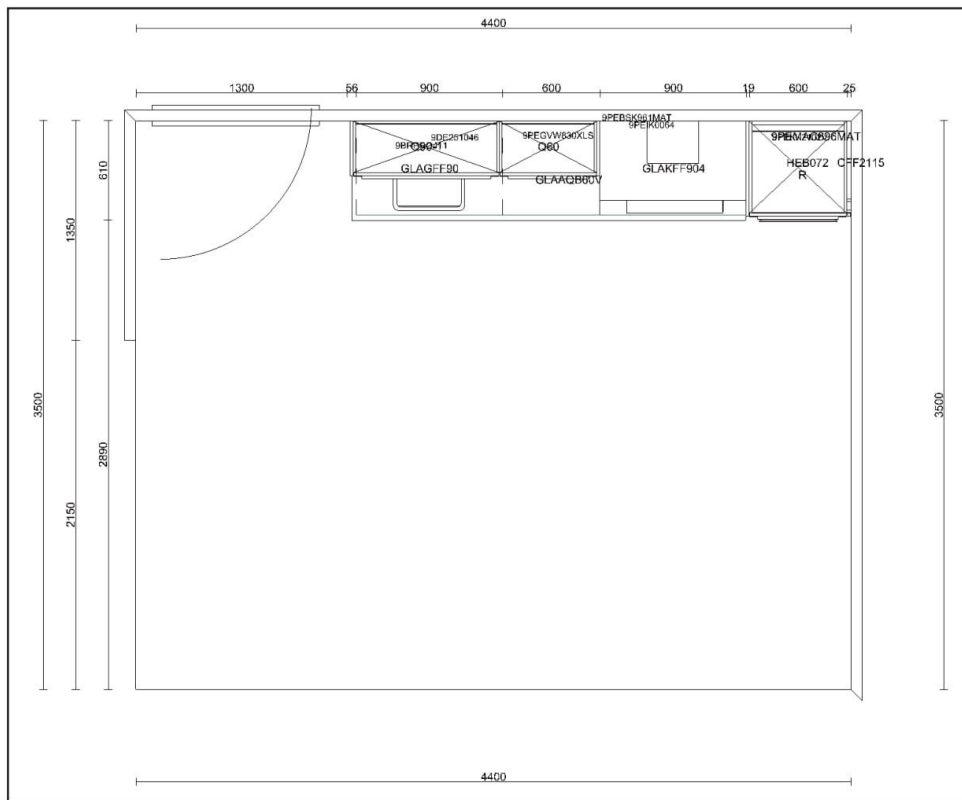 4400
1300 56 900 600 900 19 600 25
9PEBSK961MAT
9PEIK0064
9DE251046 9PEGVW830XLS
Q60
GLAGFF90 GLAAQB60V GLAKFF904
HEB072 CFF2115
R
610
1350
3500
2890
2150
3500
4400